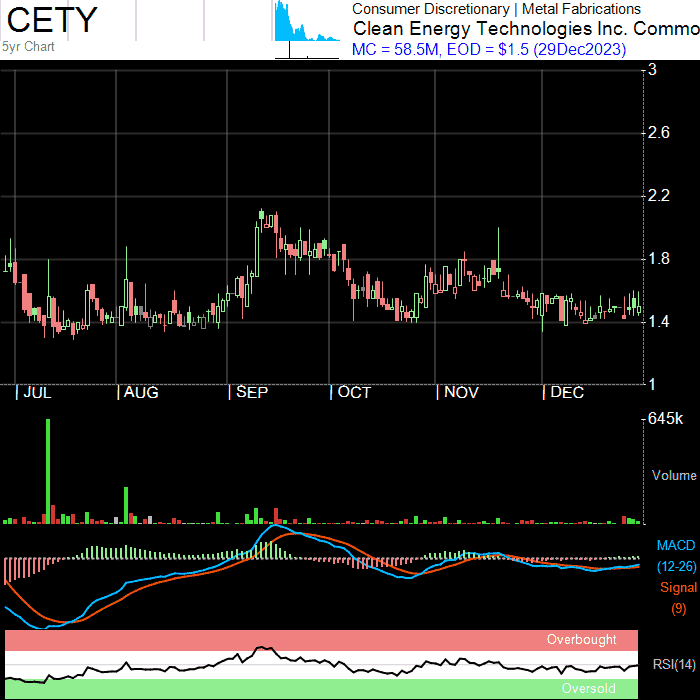 CETY
5yr Chart
Consumer Discretionary | Metal Fabrications
Clean Energy Technologies Inc. Commo
MC = 58.5M, EOD = $1.5 (29Dec2023)
3
2.6
2.2
1.8
1.4
1
| JUL | AUG | SEP | OCT | NOV | DEC
645k
Volume
MACD
(12-26)
Signal
(9)
Overbought
RSI(14)
Oversold